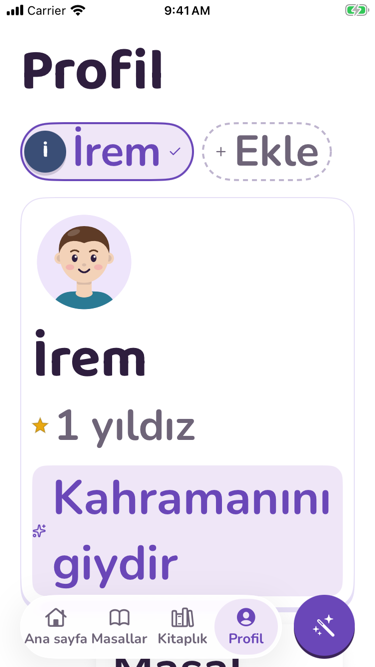 Carrier 9:41 AM
Profil
i İrem Ekle
İrem
1 yıldız
Kahramanını
giydir
Ana sayfa Masallar Kitaplık Profil